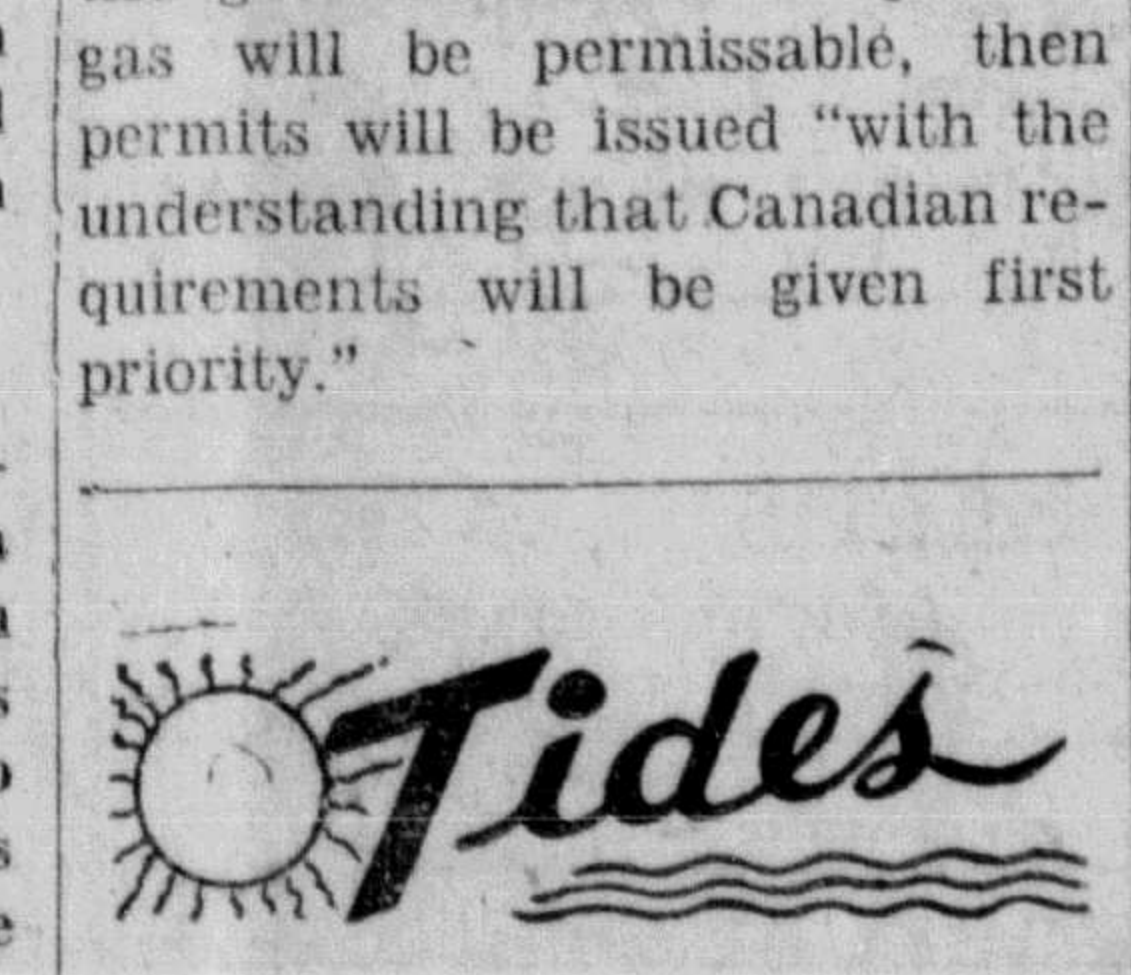 gas will be permissable, then
permits will be issued “with the
understanding that Canadian re-
quirements will be given first
priority.”
Tides